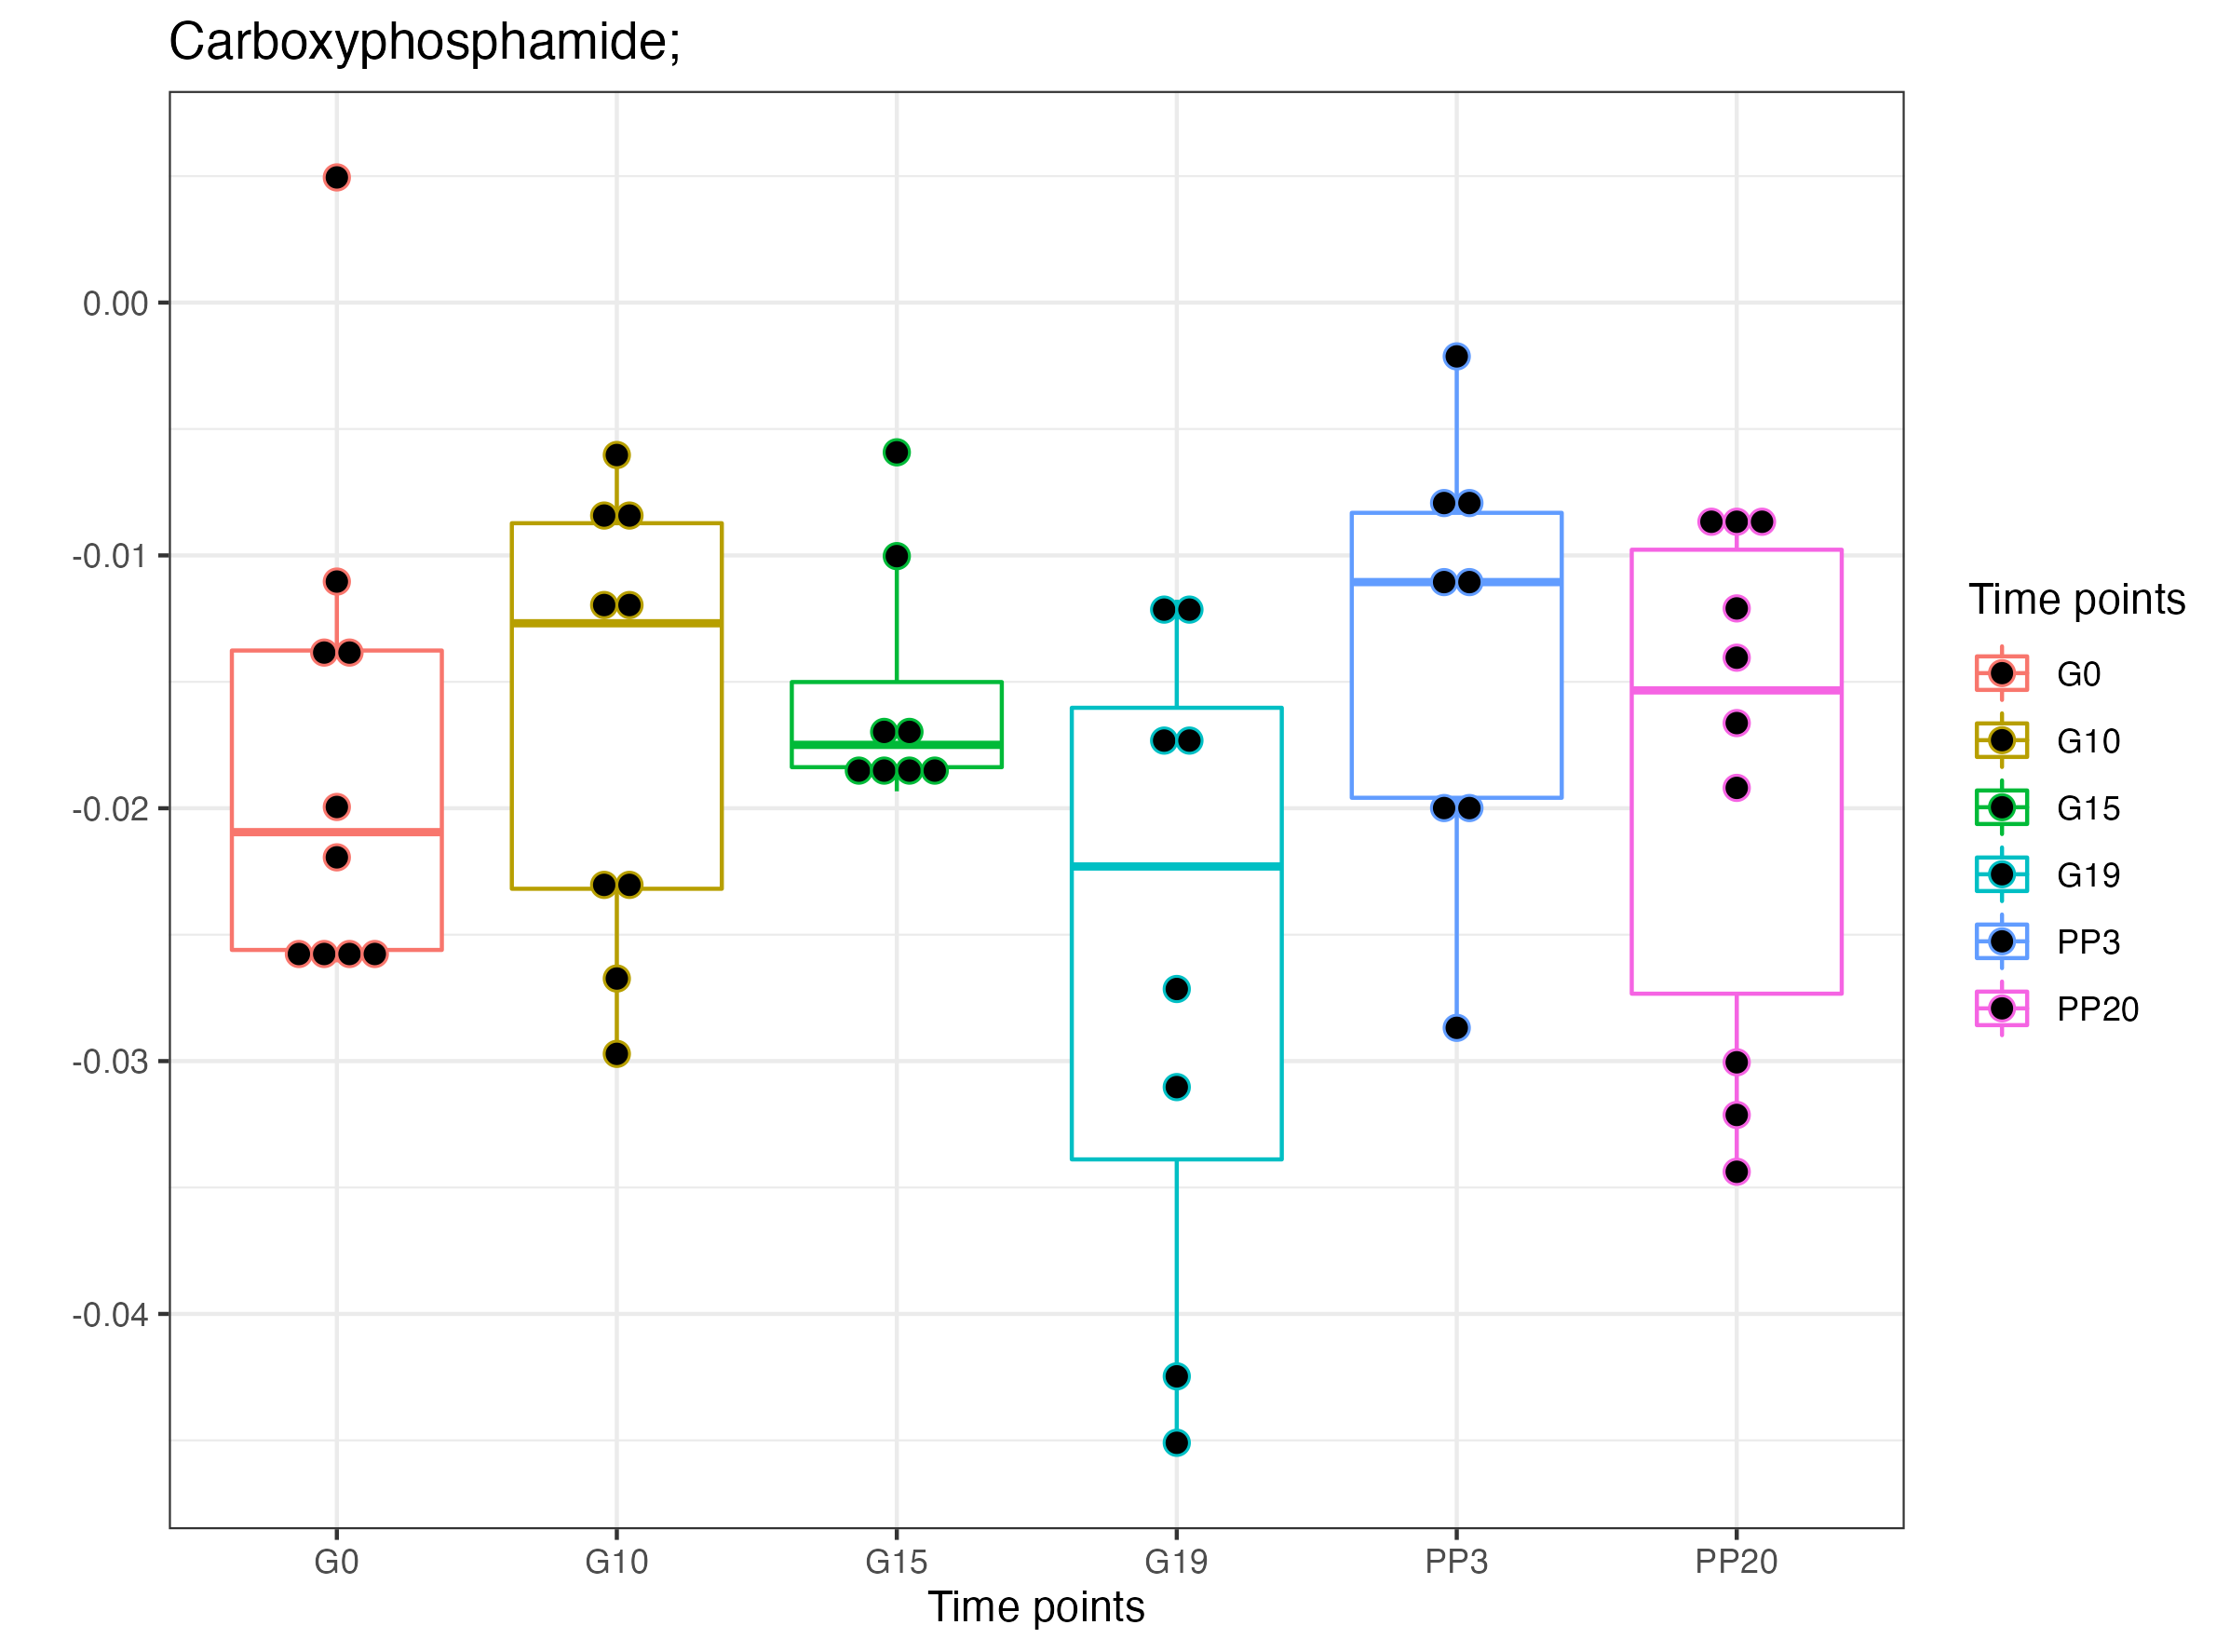 Carboxyphosphamide;
0.00
-0.01
-0.02
-0.03
-0.04
G0 G10 G15 G19 PP3 PP20
Time points
Time points
G0
G10
G15
G19
PP3
PP20